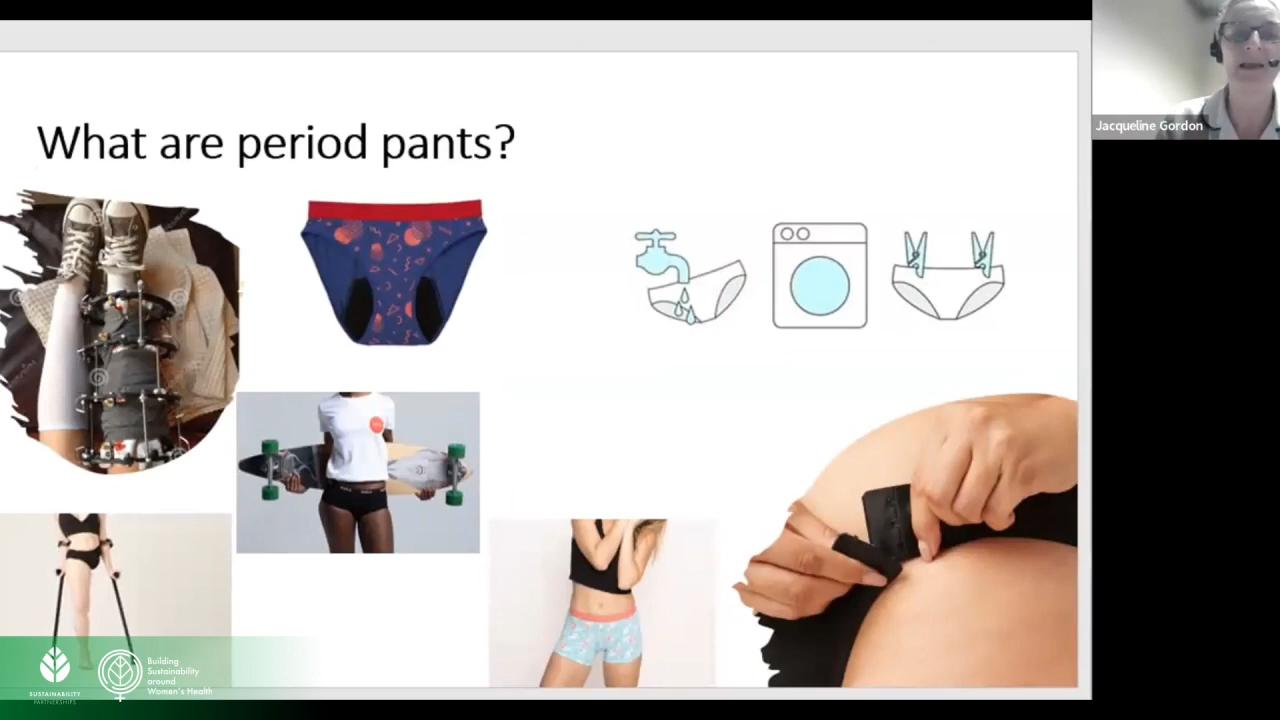 Jacqueline Gordon
What are period pants?
SUSTAINABILITY
PARTNERSHIPS
Building
Sustainability
around
Women's Health